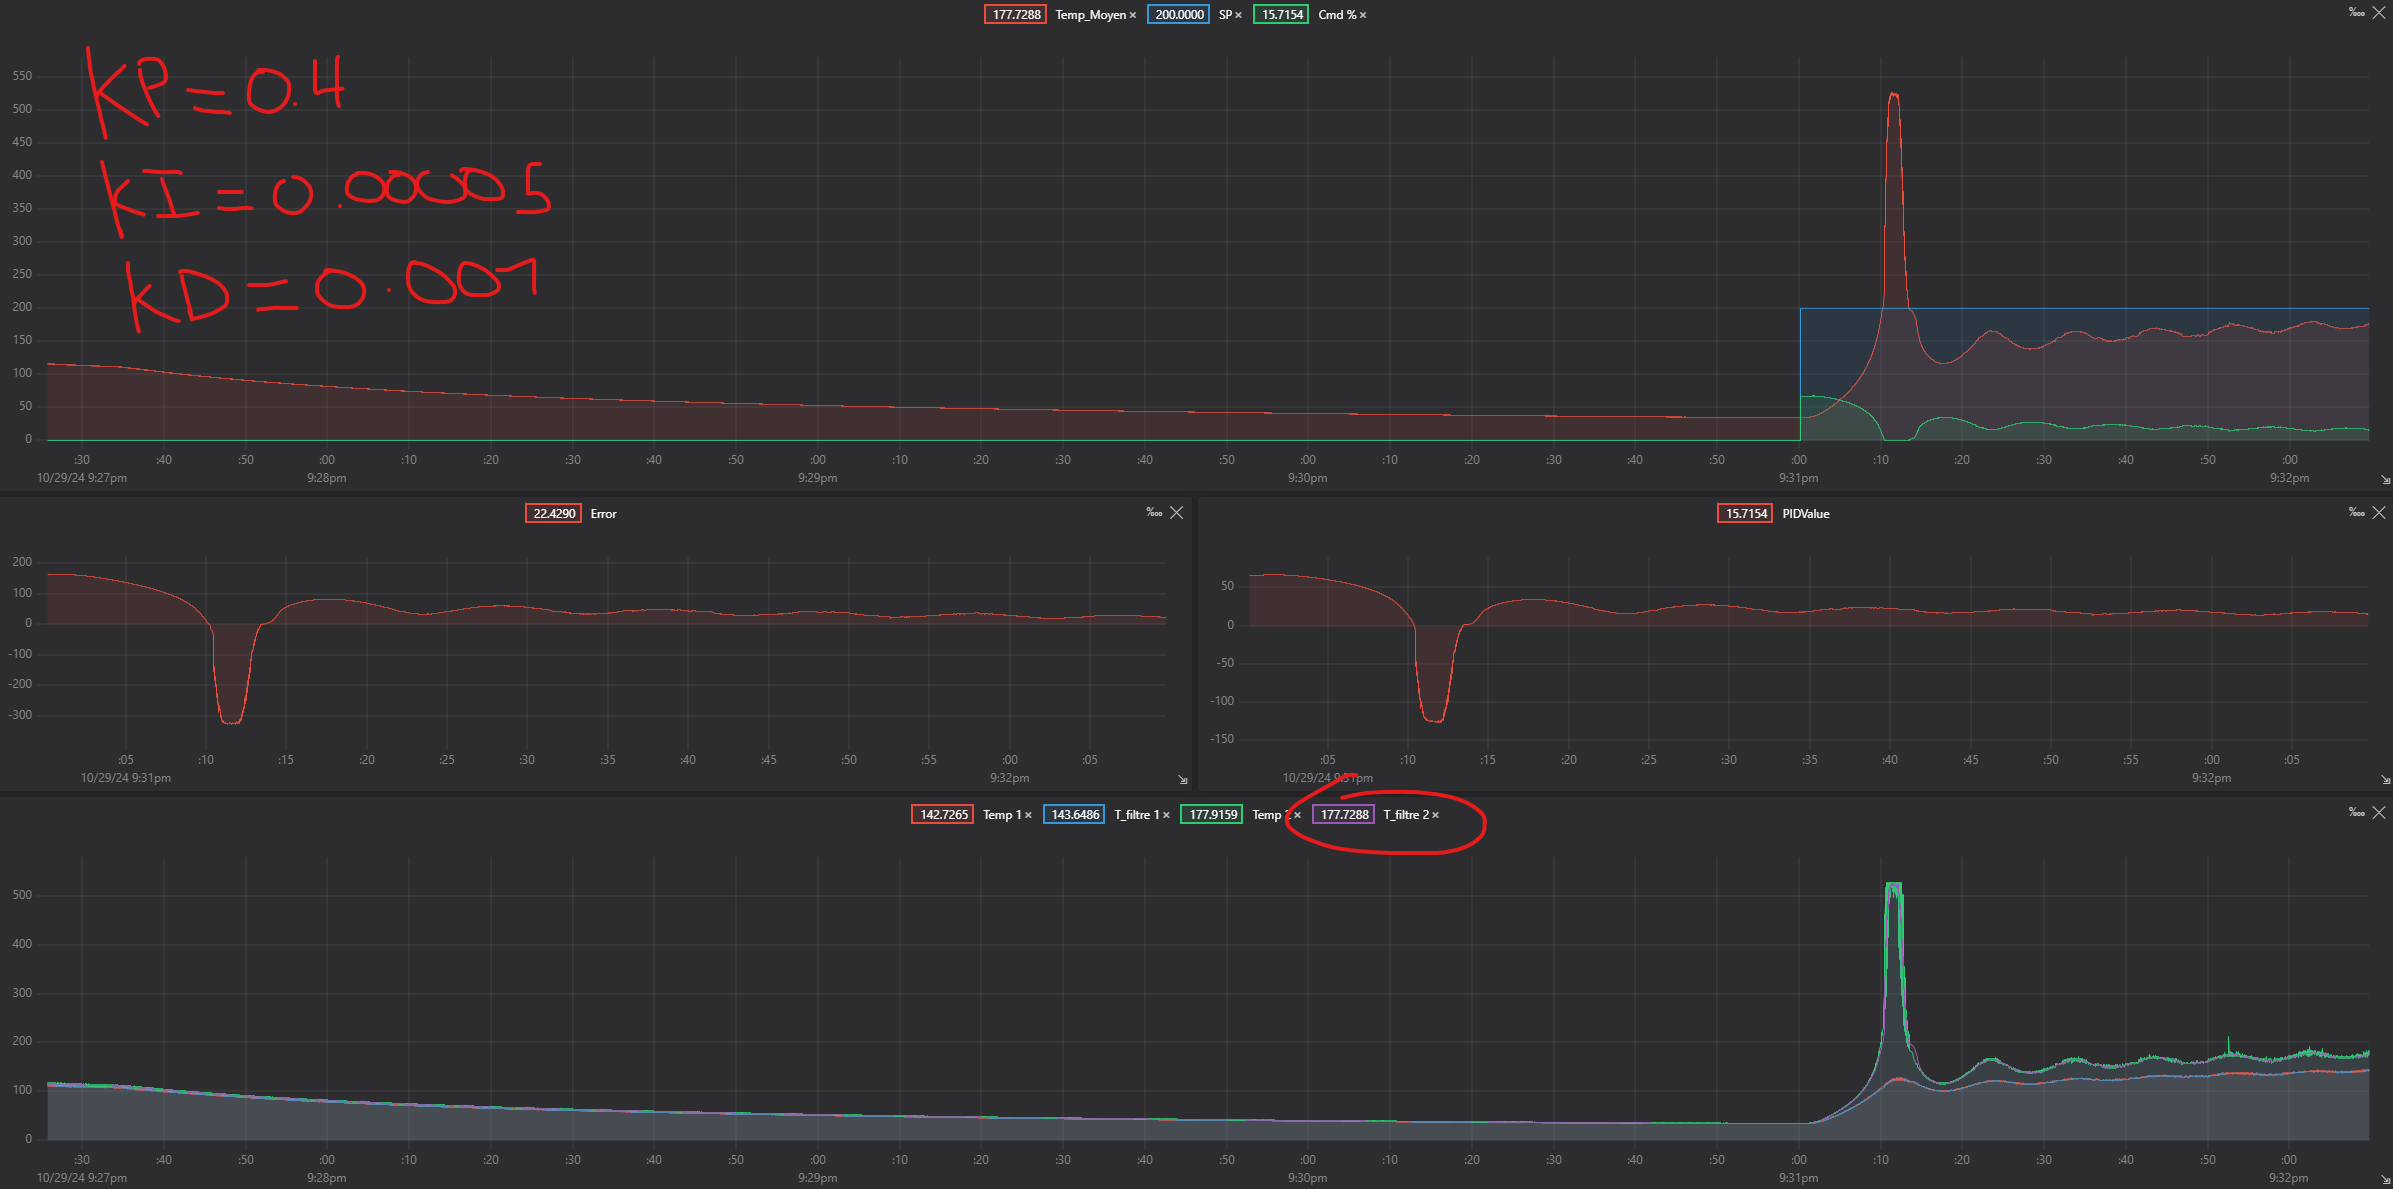 177.7288 Temp_Moyen × 200.0000 SP × 15.7154 Cmd % ×
KP=0.4
KI=0.00005
KD=0.001
550
500
450
400
350
300
250
200
150
100
50
0
:30 :40 :50 :00 :10 :20 :30 :40 :50 :00 :10 :20 :30 :40 :50 :00 :10 :20 :30 :40 :50 :00 :10 :20 :30 :40 :50 :00
10/29/24 9:27pm 9:28pm 9:29pm 9:30pm 9:31pm 9:32pm
22.4290 Error
200
100
0
-100
-200
-300
:05 :10 :15 :20 :25 :30 :35 :40 :45 :50 :55 :00 :05
10/29/24 9:31pm 9:32pm
15.7154 PIDValue
50
0
-50
-100
-150
:05 :10 :15 :20 :25 :30 :35 :40 :45 :50 :55 :00 :05
10/29/24 9:31pm 9:32pm
142.7265 Temp 1 × 143.6486 T_filtre 1 × 177.9159 Temp 2 × 177.7288 T_filtre 2 ×
500
400
300
200
100
0
:30 :40 :50 :00 :10 :20 :30 :40 :50 :00 :10 :20 :30 :40 :50 :00 :10 :20 :30 :40 :50 :00 :10 :20 :30 :40 :50 :00
10/29/24 9:27pm 9:28pm 9:29pm 9:30pm 9:31pm 9:32pm